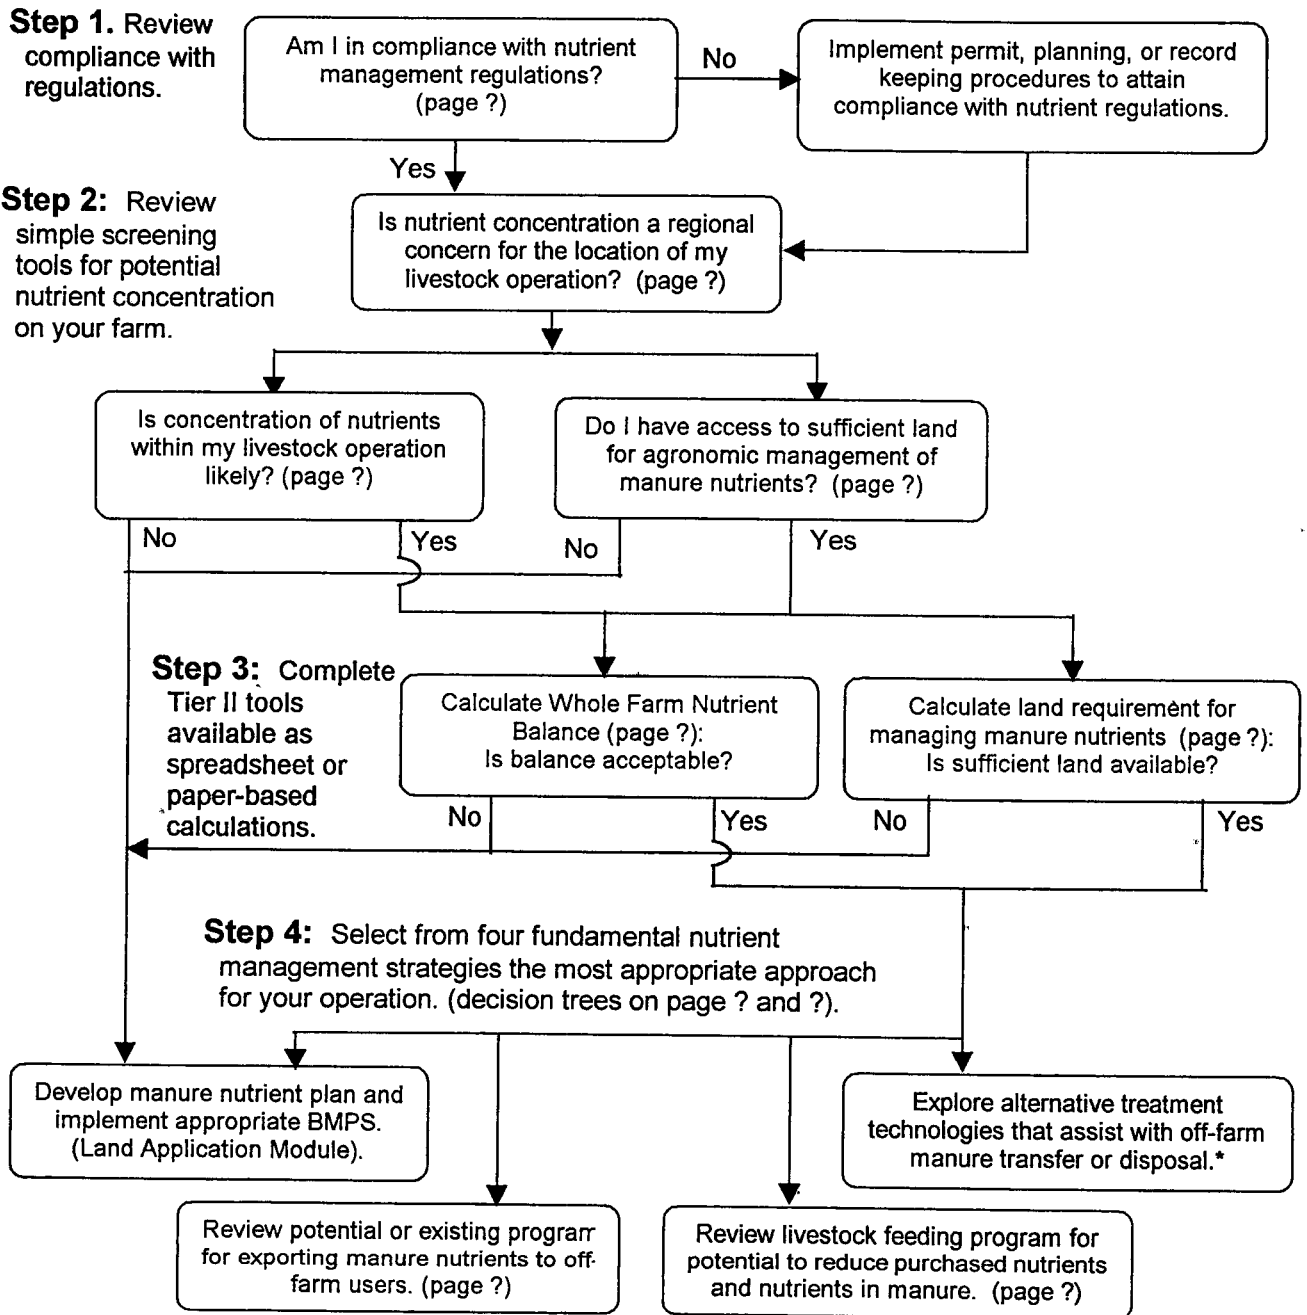 Step 1. Review
compliance with
regulations.
Am I in compliance with nutrient
management regulations?
(page ?)
No
Implement permit, planning, or record
keeping procedures to attain
compliance with nutrient regulations.
Yes
Step 2: Review
simple screening
tools for potential
nutrient concentration
on your farm.
Is nutrient concentration a regional
concern for the location of my
livestock operation? (page ?)
Is concentration of nutrients
within my livestock operation
likely? (page ?)
Do I have access to sufficient land
for agronomic management of
manure nutrients? (page ?)
No
Yes
No
Yes
Step 3: Complete
Tier II tools
available as
spreadsheet or
paper-based
calculations.
Calculate Whole Farm Nutrient
Balance (page ?):
Is balance acceptable?
Calculate land requirement for
managing manure nutrients (page ?):
Is sufficient land available?
No
Yes
No
Yes
Step 4: Select from four fundamental nutrient
management strategies the most appropriate approach
for your operation. (decision trees on page ? and ?).
Develop manure nutrient plan and
implement appropriate BMPS.
(Land Application Module).
Explore alternative treatment
technologies that assist with off-farm
manure transfer or disposal.*
Review potential or existing program
for exporting manure nutrients to off-
farm users. (page ?)
Review livestock feeding program for
potential to reduce purchased nutrients
and nutrients in manure. (page ?)